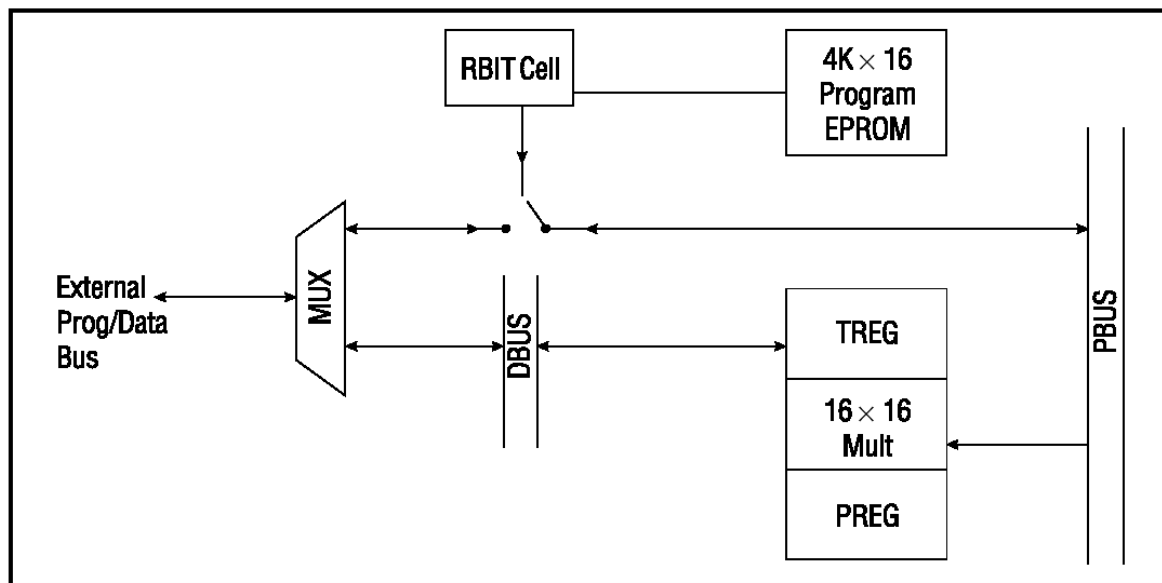 RBIT Cell
4K × 16
Program
EPROM
External
Prog/Data
Bus
MUX
DBUS
TREG
16 × 16
Mult
PREG
PBUS